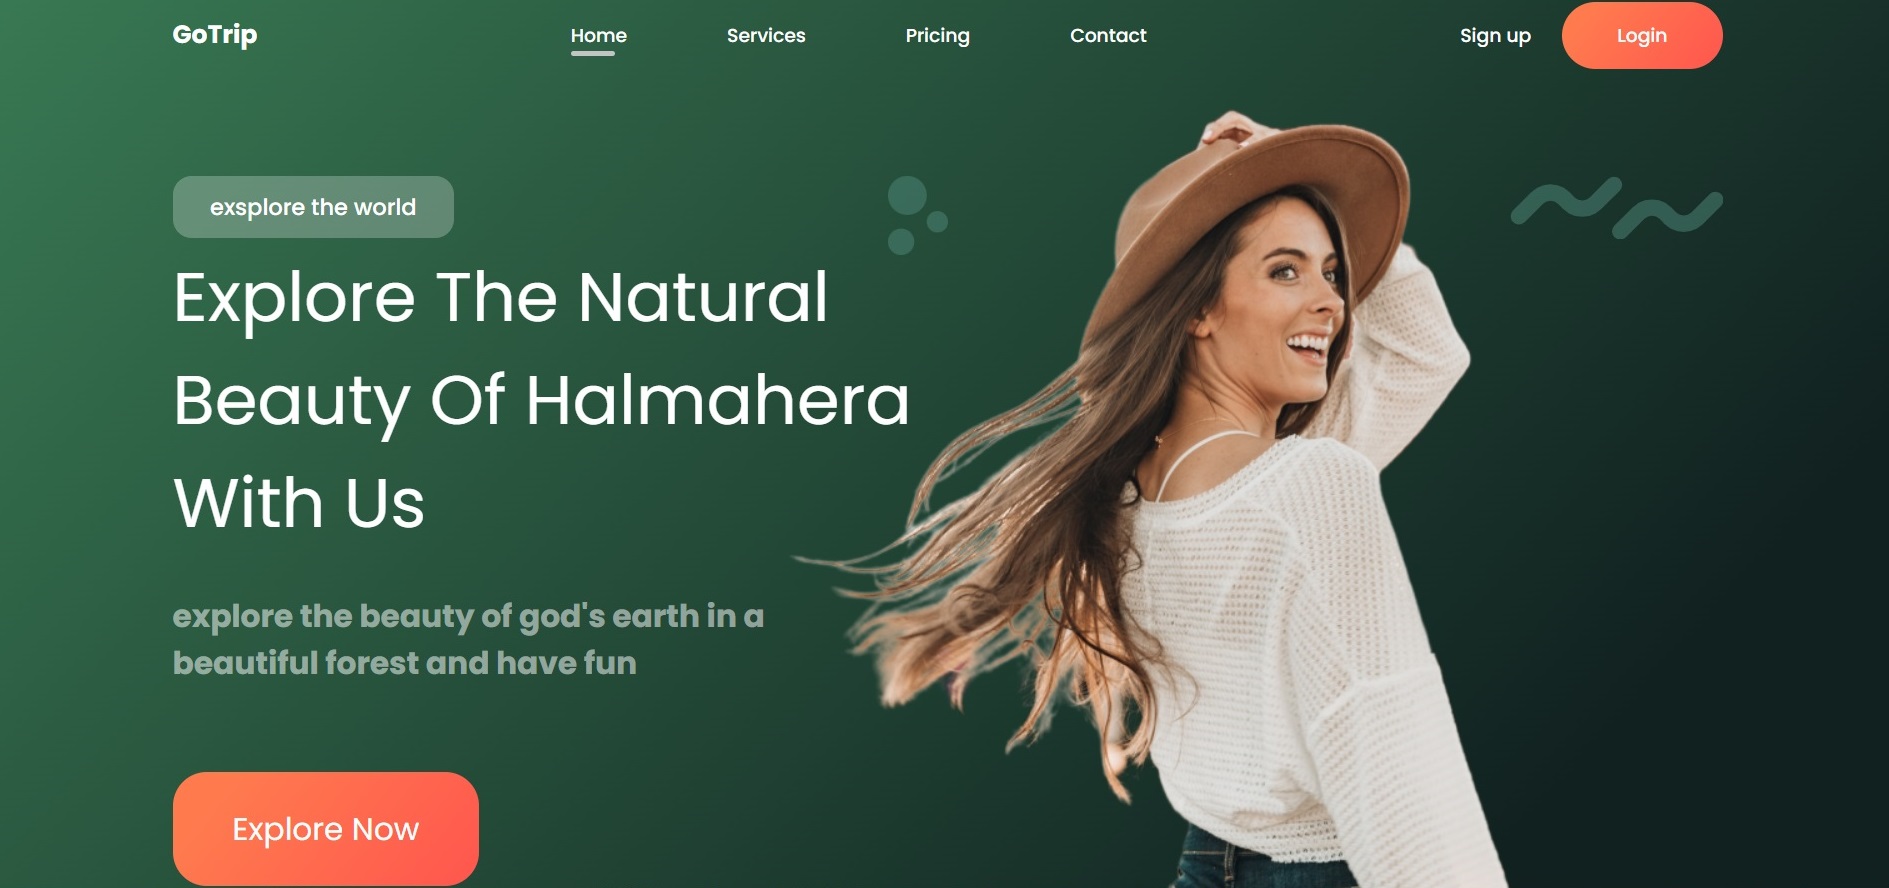 GoTrip
Home
Services
Pricing
Contact
Sign up
Login
exsplore the world
Explore The Natural
Beauty Of Halmahera
With Us
explore the beauty of god's earth in a
beautiful forest and have fun
Explore Now